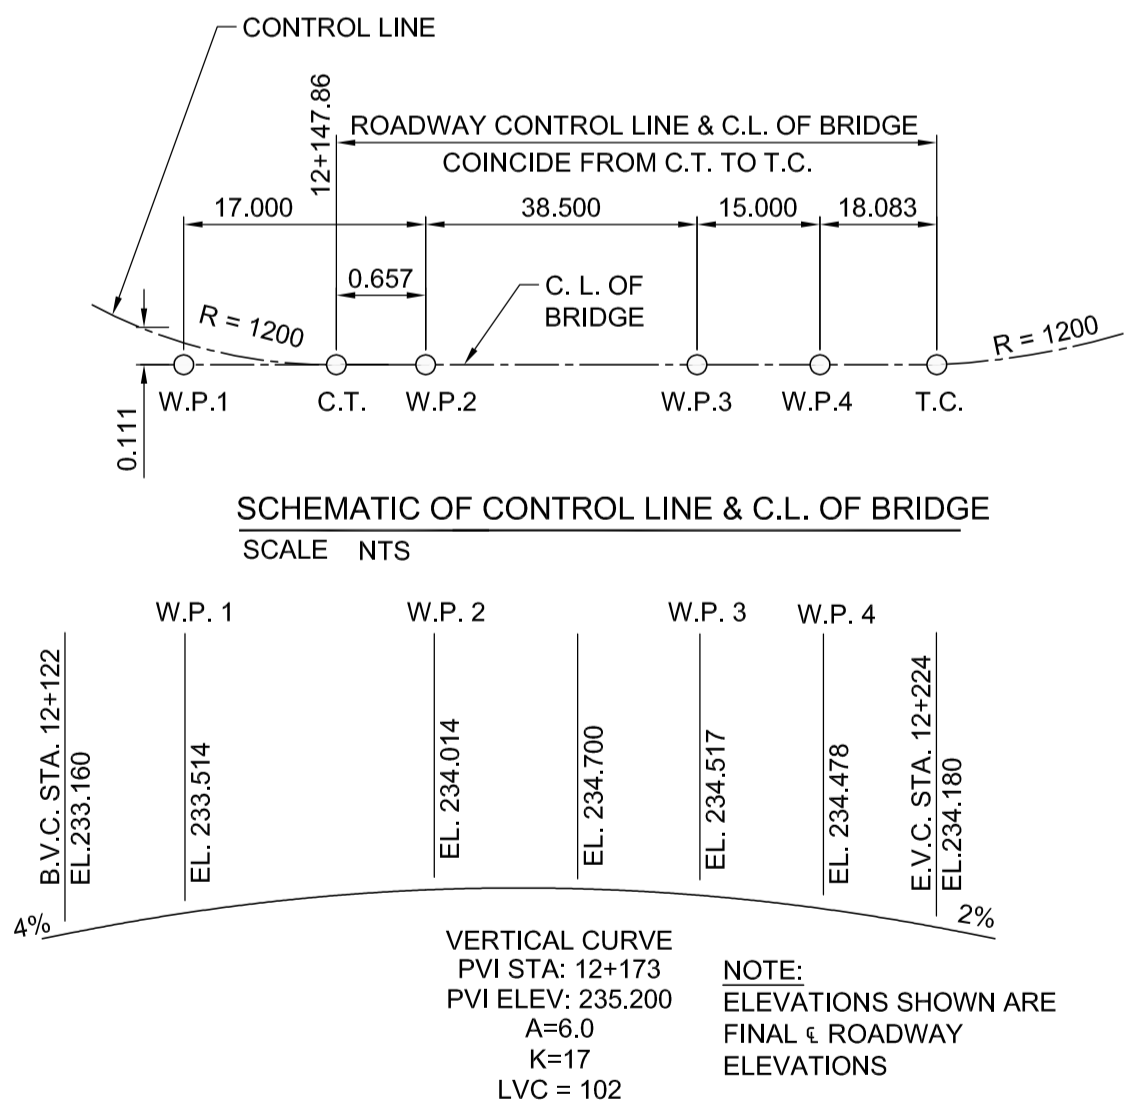 CONTROL LINE
12+147.86
ROADWAY CONTROL LINE & C.L. OF BRIDGE
COINCIDE FROM C.T. TO T.C.
17.000
38.500
15.000
18.083
0.657
C. L. OF
BRIDGE
R = 1200
R = 1200
W.P.1
C.T.
W.P.2
W.P.3
W.P.4
T.C.
0.111
SCHEMATIC OF CONTROL LINE & C.L. OF BRIDGE
SCALE NTS
W.P. 1
W.P. 2
W.P. 3
W.P. 4
B.V.C. STA. 12+122
EL.233.160
EL. 233.514
EL. 234.014
EL. 234.700
EL. 234.517
EL. 234.478
E.V.C. STA. 12+224
EL.234.180
4%
2%
VERTICAL CURVE
PVI STA: 12+173
PVI ELEV: 235.200
A=6.0
K=17
LVC = 102
NOTE:
ELEVATIONS SHOWN ARE
FINAL ℄ ROADWAY
ELEVATIONS